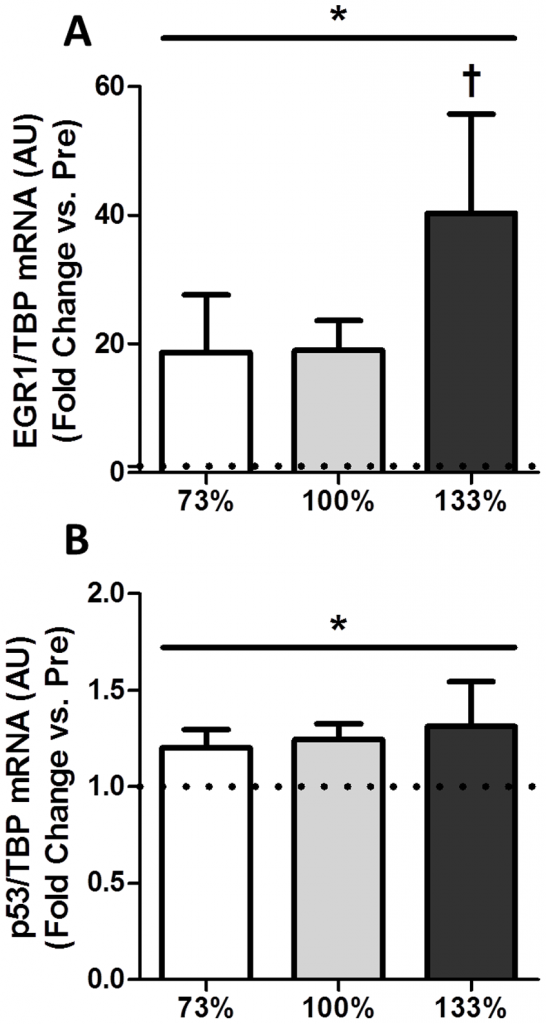 A
*
†
EGR1/TBP mRNA (AU)
(Fold Change vs. Pre)
60
40
20
0
73% 100% 133%
B
*
p53/TBP mRNA (AU)
(Fold Change vs. Pre)
2.0
1.5
1.0
0.5
0.0
73% 100% 133%